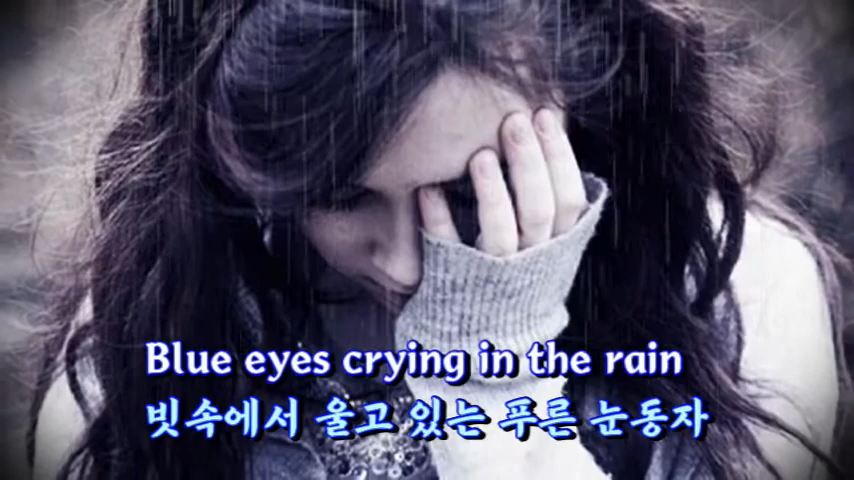 Blue eyes crying in the rain
빗속에서 울고 있는 푸른 눈동자